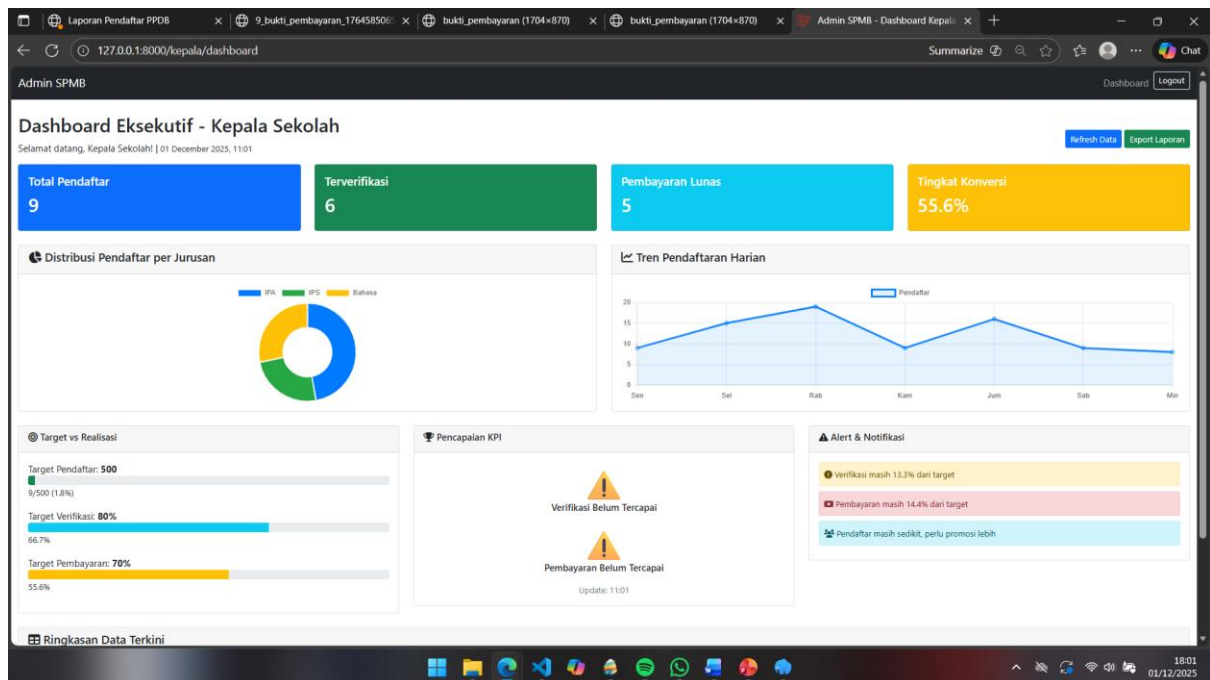 Laporan Pendaftar PPDB
9_bukti_pembayaran_1764585065
bukti_pembayaran (1704×870)
bukti_pembayaran (1704×870)
Admin SPMB - Dashboard Kepala
127.0.0.1:8000/kepala/dashboard
Summarize
Chat
Admin SPMB
Dashboard
Logout
Dashboard Eksekutif - Kepala Sekolah
Selamat datang, Kepala Sekolah! | 01 December 2025, 11:01
Refresh Data
Export Laporan
Total Pendaftar
9
Terverifikasi
6
Pembayaran Lunas
5
Tingkat Konversi
55.6%
Distribusi Pendaftar per Jurusan
IPA IPS Bahasa
Tren Pendaftaran Harian
Pendaftar
20
15
10
5
0
Sen Sel Rab Kam Jum Sab Min
Target vs Realisasi
Target Pendaftar: 500
9/500 (1.8%)
Target Verifikasi: 80%
66.7%
Target Pembayaran: 70%
55.6%
Pencapaian KPI
Verifikasi Belum Tercapai
Pembayaran Belum Tercapai
Update: 11:01
Alert & Notifikasi
Verifikasi masih 13.3% dari target
Pembayaran masih 14.4% dari target
Pendaftar masih sedikit, perlu promosi lebih
Ringkasan Data Terkini
18:01
01/12/2025